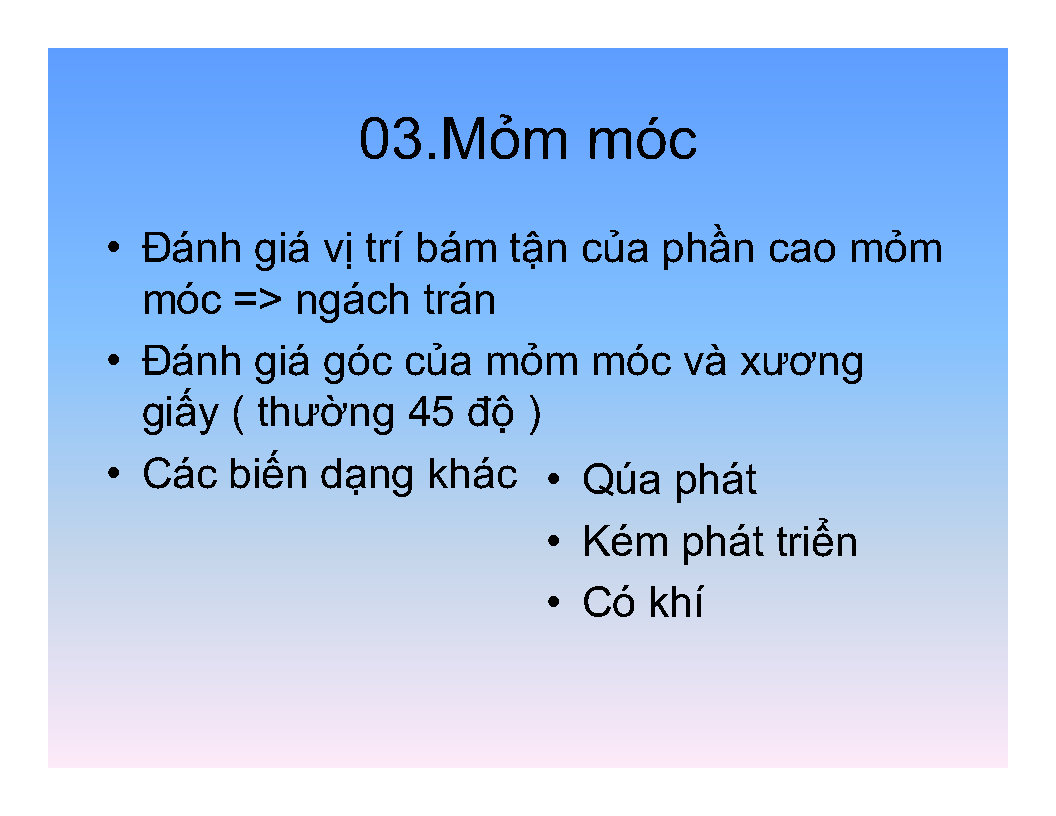 03.Mỏm móc
• Đánh giá vị trí bám tận của phần cao mỏm
móc => ngách trán
• Đánh giá góc của mỏm móc và xương
giấy ( thường 45 độ )
• Các biến dạng khác
• Qúa phát
• Kém phát triển
• Có khí